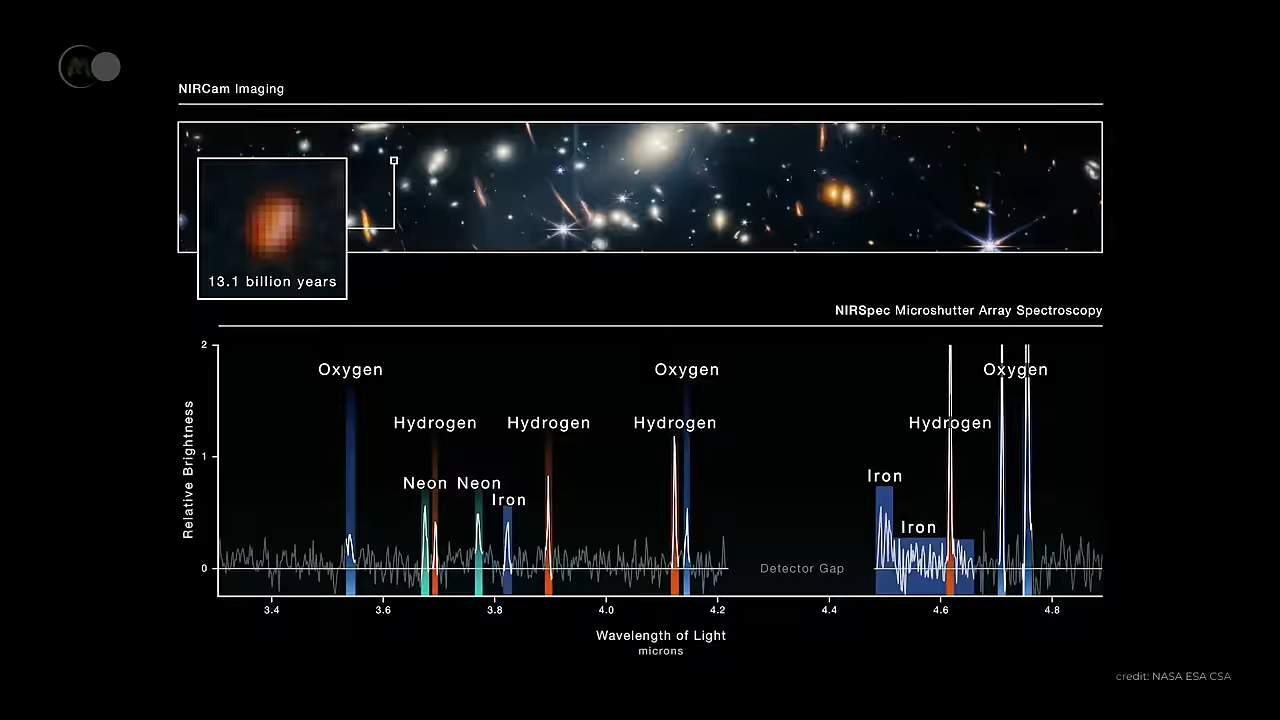 NIRCam Imaging
13.1 billion years
NIRSpec Microshutter Array Spectroscopy
Relative Brightness
2
1
0
Oxygen
Oxygen
Oxygen
Hydrogen
Hydrogen
Hydrogen
Hydrogen
Neon
Neon
Iron
Iron
Iron
Detector Gap
3.4
3.6
3.8
4.0
4.2
4.4
4.6
4.8
Wavelength of Light
microns
credit: NASA ESA CSA